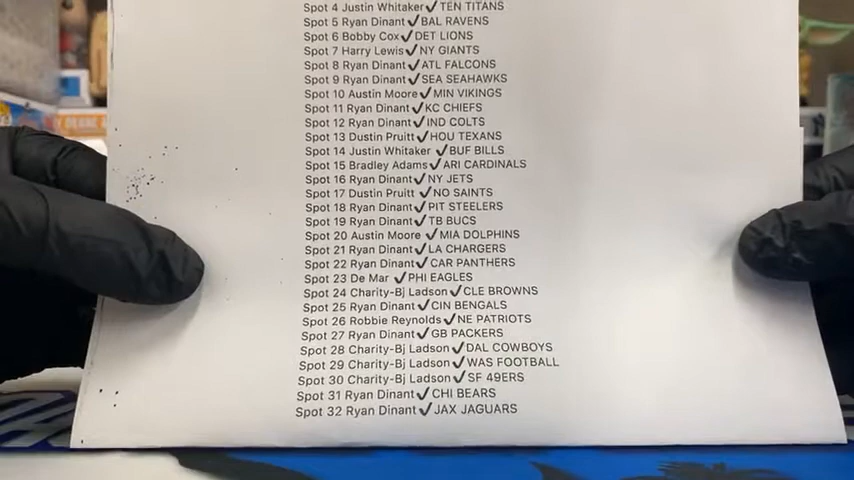 Spot 4 Justin Whitaker✓TEN TITANS
Spot 5 Ryan Dinant✓BAL RAVENS
Spot 6 Bobby Cox✓DET LIONS
Spot 7 Harry Lewis✓NY GIANTS
Spot 8 Ryan Dinant✓ATL FALCONS
Spot 9 Ryan Dinant✓SEA SEAHAWKS
Spot 10 Austin Moore✓MIN VIKINGS
Spot 11 Ryan Dinant✓KC CHIEFS
Spot 12 Ryan Dinant✓IND COLTS
Spot 13 Dustin Pruitt✓HOU TEXANS
Spot 14 Justin Whitaker ✓BUF BILLS
Spot 15 Bradley Adams✓ARI CARDINALS
Spot 16 Ryan Dinant✓NY JETS
Spot 17 Dustin Pruitt ✓NO SAINTS
Spot 18 Ryan Dinant✓PIT STEELERS
Spot 19 Ryan Dinant✓TB BUCS
Spot 20 Austin Moore ✓MIA DOLPHINS
Spot 21 Ryan Dinant✓LA CHARGERS
Spot 22 Ryan Dinant✓CAR PANTHERS
Spot 23 De Mar ✓PHI EAGLES
Spot 24 Charity-Bj Ladson✓CLE BROWNS
Spot 25 Ryan Dinant✓CIN BENGALS
Spot 26 Robbie Reynolds✓NE PATRIOTS
Spot 27 Ryan Dinant✓GB PACKERS
Spot 28 Charity-Bj Ladson✓DAL COWBOYS
Spot 29 Charity-Bj Ladson✓WAS FOOTBALL
Spot 30 Charity-Bj Ladson✓SF 49ERS
Spot 31 Ryan Dinant✓CHI BEARS
Spot 32 Ryan Dinant✓JAX JAGUARS